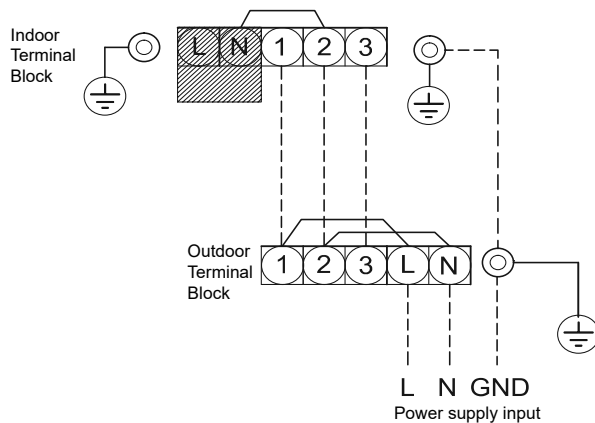 Indoor
Terminal
Block
L N 1 2 3
Outdoor
Terminal
Block
1 2 3 L N
L N GND
Power supply input